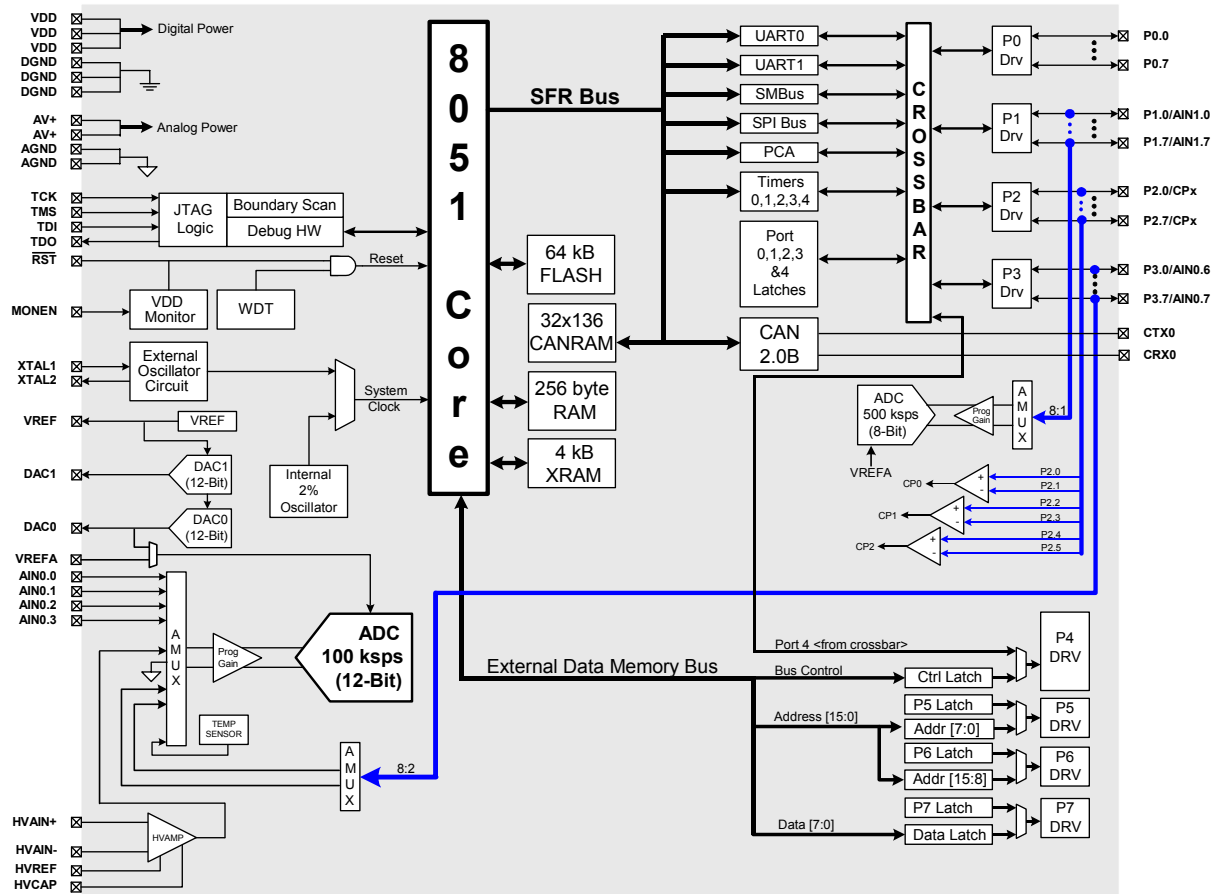 VDD
VDD
VDD
Digital Power
DGND
DGND
DGND
AV+
AV+
Analog Power
AGND
AGND
TCK
TMS
TDI
TDO
JTAG
Logic
Boundary Scan
Debug HW
RST
Reset
MONEN
VDD
Monitor
WDT
XTAL1
XTAL2
External
Oscillator
Circuit
System
Clock
Internal
2%
Oscillator
VREF
VREF
DAC1
DAC1
(12-Bit)
DAC0
DAC0
(12-Bit)
VREFA
AIN0.0
AIN0.1
AIN0.2
AIN0.3
AMUX
Prog
Gain
ADC
100 ksps
(12-Bit)
TEMP
SENSOR
AMUX
8:2
HVAIN+
HVAIN-
HVREF
HVCAP
HVAMP
8051 Core
SFR Bus
64 kB
FLASH
32x136
CANRAM
256 byte
RAM
4 kB
XRAM
External Data Memory Bus
UART0
UART1
SMBus
SPI Bus
PCA
Timers
0,1,2,3,4
Port
0,1,2,3
&4
Latches
CAN
2.0B
CROSSBAR
P0
Drv
P1
Drv
P2
Drv
P3
Drv
P0.0
P0.7
P1.0/AIN1.0
P1.7/AIN1.7
P2.0/CPx
P2.7/CPx
P3.0/AIN0.6
P3.7/AIN0.7
CTX0
CRX0
ADC
500 ksps
(8-Bit)
Prog
Gain
AMUX
8:1
VREFA
CP0
+
-
P2.0
P2.1
CP1
+
-
P2.2
P2.3
CP2
+
-
P2.4
P2.5
Port 4 <from crossbar>
Bus Control
Ctrl Latch
P4
DRV
Address [15:0]
P5 Latch
Addr [7:0]
P5
DRV
P6 Latch
Addr [15:8]
P6
DRV
Data [7:0]
P7 Latch
Data Latch
P7
DRV